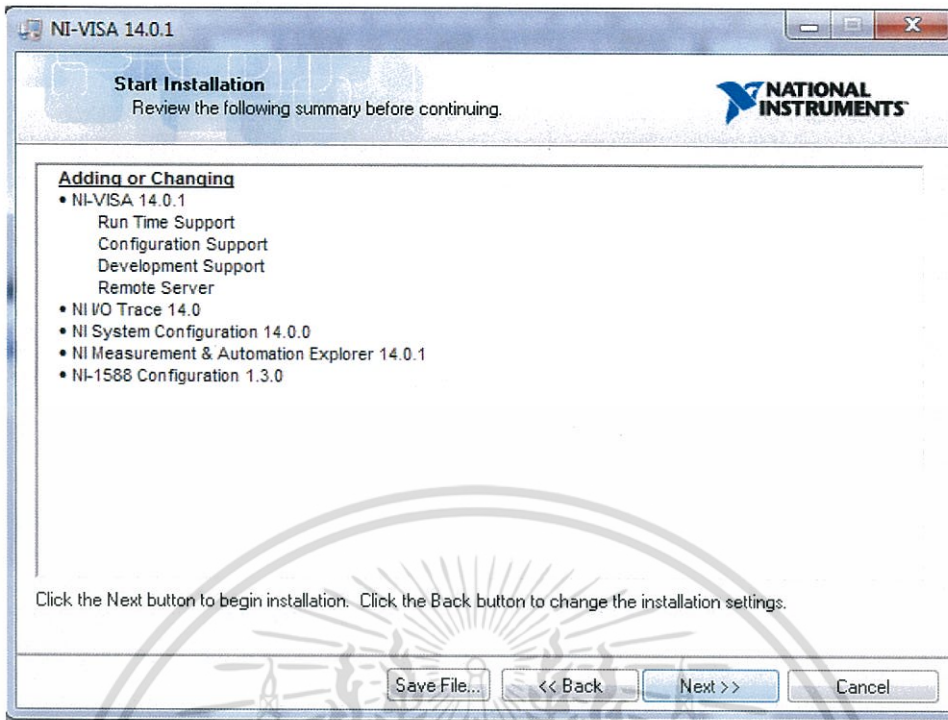 NI-VISA 14.0.1
Start Installation
Review the following summary before continuing.
NATIONAL
INSTRUMENTS
Adding or Changing
• NI-VISA 14.0.1
Run Time Support
Configuration Support
Development Support
Remote Server
• NI I/O Trace 14.0
• NI System Configuration 14.0.0
• NI Measurement & Automation Explorer 14.0.1
• NI-1588 Configuration 1.3.0
Click the Next button to begin installation. Click the Back button to change the installation settings.
Save File... << Back Next >> Cancel